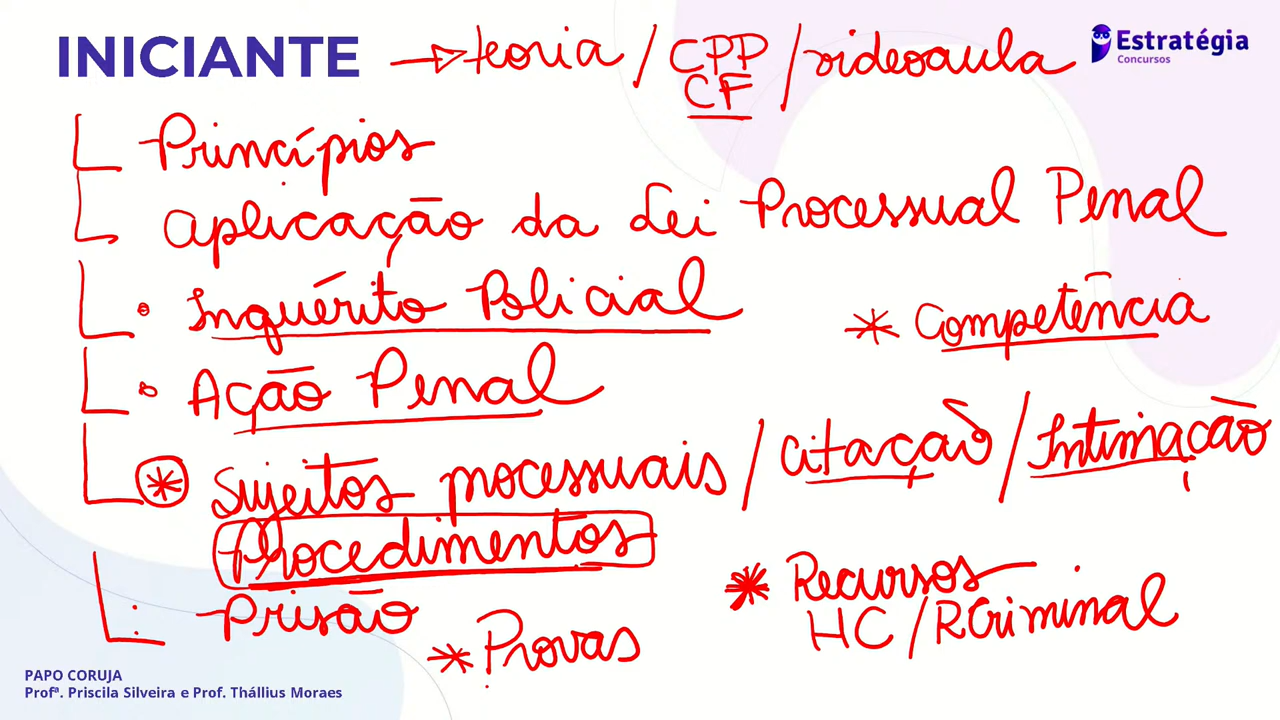 INICIANTE → teoria / CPP / videoaula
CF
Estratégia
Concursos
Princípios
aplicação da Lei Processual Penal
Inquérito Policial
* Competência
Ação Penal
* Sujeitos processuais / citação / Intimação
Procedimentos
Prisão
* Provas
* Recursos
HC / RCriminal
PAPO CORUJA
Profª. Priscila Silveira e Prof. Thállius Moraes